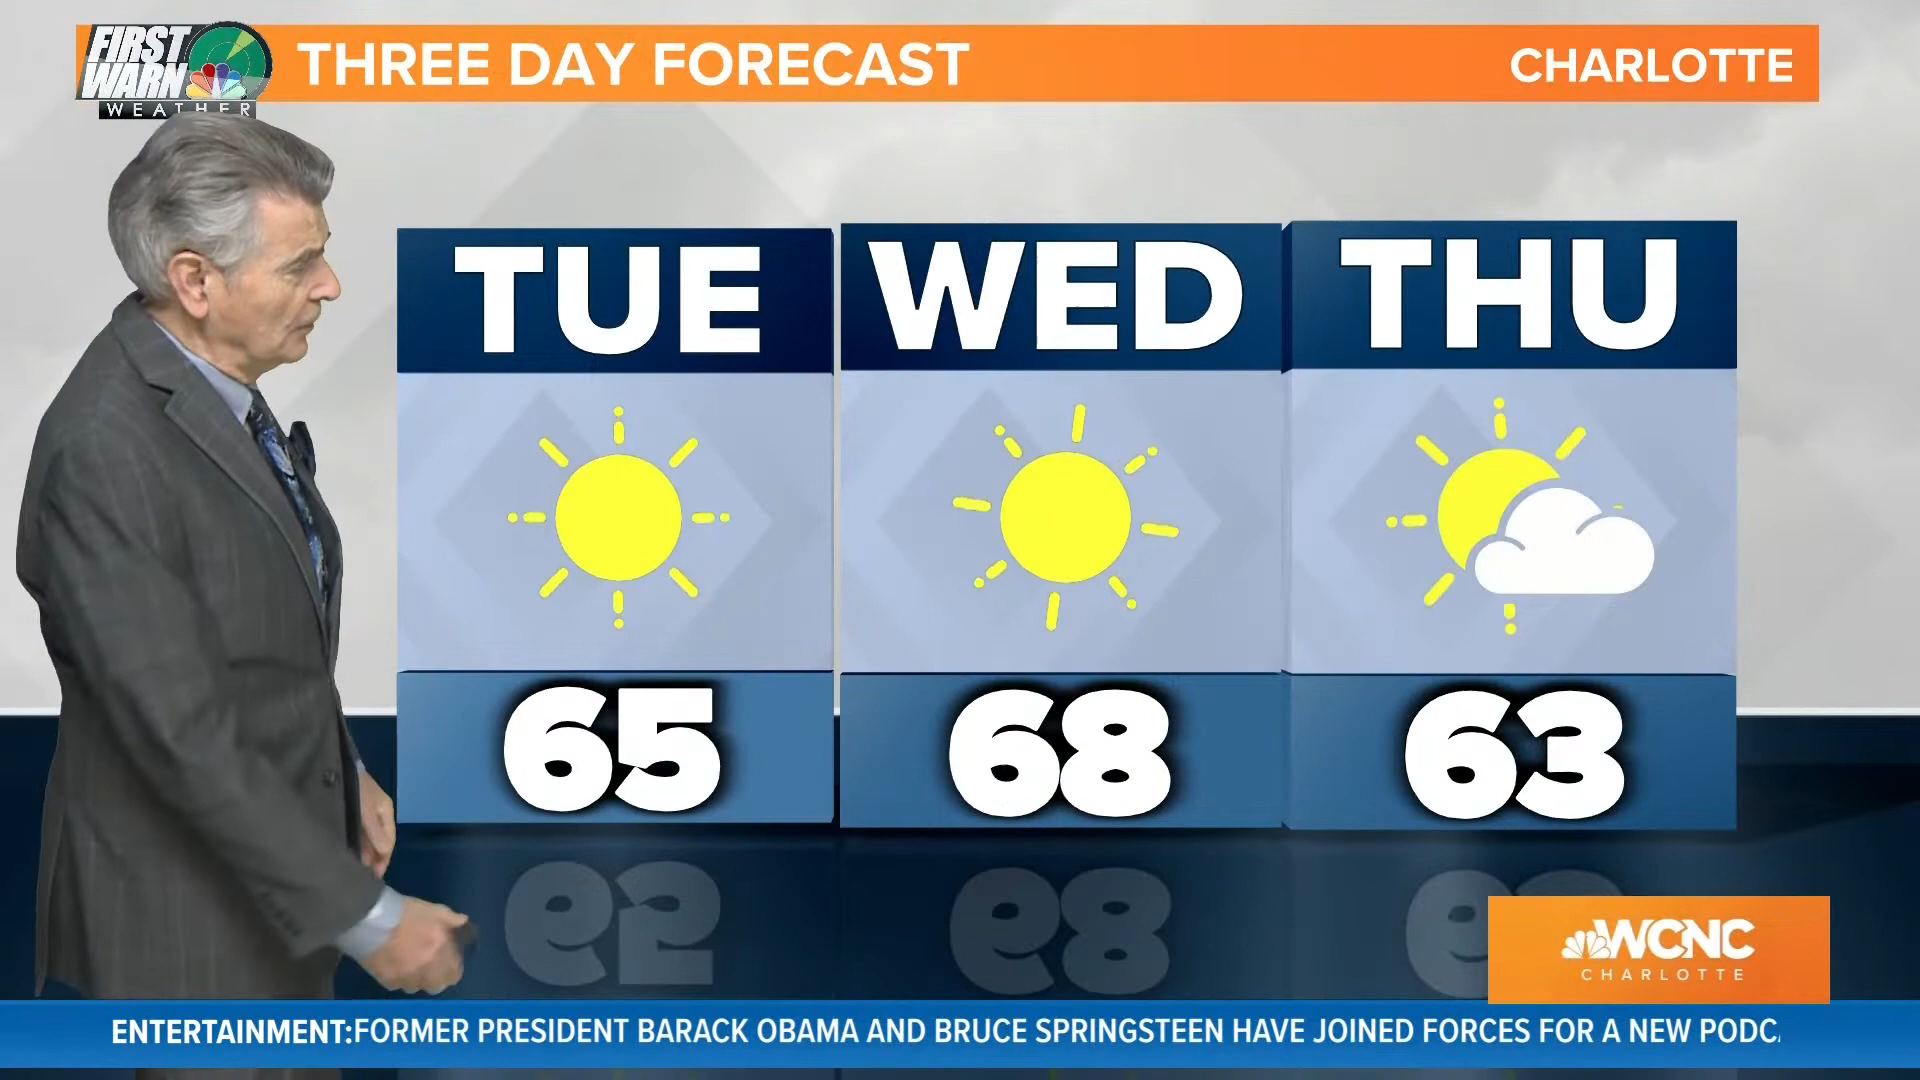 FIRST
WARN
WEATHER
THREE DAY FORECAST
CHARLOTTE
TUE
WED
THU
65
68
63
WCNC
CHARLOTTE
ENTERTAINMENT:FORMER PRESIDENT BARACK OBAMA AND BRUCE SPRINGSTEEN HAVE JOINED FORCES FOR A NEW PODC